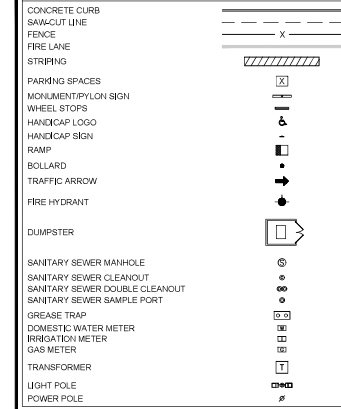 CONCRETE CURB
SAW-CUT LINE
FENCE X
FIRE LANE
STRIPING
PARKING SPACES X
MONUMENT/PYLON SIGN
WHEEL STOPS
HANDICAP LOGO
HANDICAP SIGN
RAMP
BOLLARD
TRAFFIC ARROW
FIRE HYDRANT
DUMPSTER
SANITARY SEWER MANHOLE S
SANITARY SEWER CLEANOUT
SANITARY SEWER DOUBLE CLEANOUT
SANITARY SEWER SAMPLE PORT
GREASE TRAP
DOMESTIC WATER METER
IRRIGATION METER
GAS METER
TRANSFORMER T
LIGHT POLE
POWER POLE